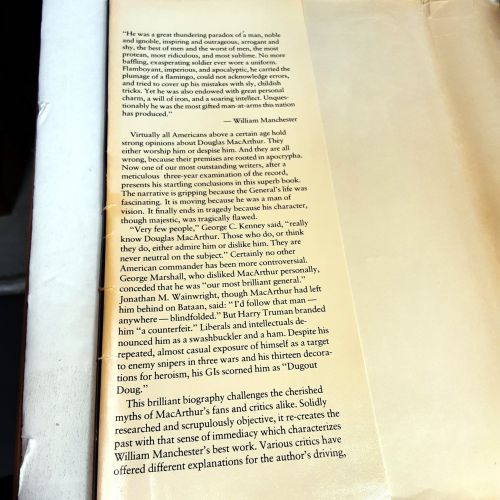 "He was a great thundering paradox of a man, noble
and ignoble, inspiring and outrageous, arrogant and
shy, the best of men and the worst of men, the most
protean, most ridiculous, and most sublime. No more
baffling, exasperating soldier ever wore a uniform.
Flamboyant, imperious, and apocalyptic, he carried the
plumage of a flamingo, could not acknowledge errors,
and tried to cover up his mistakes with sly, childish
tricks. Yet he was also endowed with great personal
charm, a will of iron, and a soaring intellect. Unques-
tionably he was the most gifted man-at-arms this nation
has produced."
— William Manchester
Virtually all Americans above a certain age hold
strong opinions about Douglas MacArthur. They
either worship him or despise him. And they are all
wrong, because their premises are rooted in apocrypha.
Now one of our most outstanding writers, after a
meticulous three-year examination of the record,
presents his startling conclusions in this superb book.
The narrative is gripping because the General's life was
fascinating. It is moving because he was a man of
vision. It finally ends in tragedy because his character,
though majestic, was tragically flawed.
"Very few people," George C. Kenney said, "really
know Douglas MacArthur. Those who do, or think
they do, either admire him or dislike him. They are
never neutral on the subject." Certainly no other
American commander has been more controversial.
George Marshall, who disliked MacArthur personally,
conceded that he was "our most brilliant general."
Jonathan M. Wainwright, though MacArthur had left
him behind on Bataan, said: "I'd follow that man —
anywhere — blindfolded." But Harry Truman branded
him "a counterfeit." Liberals and intellectuals de-
nounced him as a swashbuckler and a ham. Despite his
repeated, almost casual exposure of himself as a target
to enemy snipers in three wars and his thirteen decora-
tions for heroism, his GIs scorned him as "Dugout
Doug."
This brilliant biography challenges the cherished
myths of MacArthur's fans and critics alike. Solidly
researched and scrupulously objective, it re-creates the
past with that sense of immediacy which characterizes
William Manchester's best work. Various critics have
offered different explanations for the author's driving,